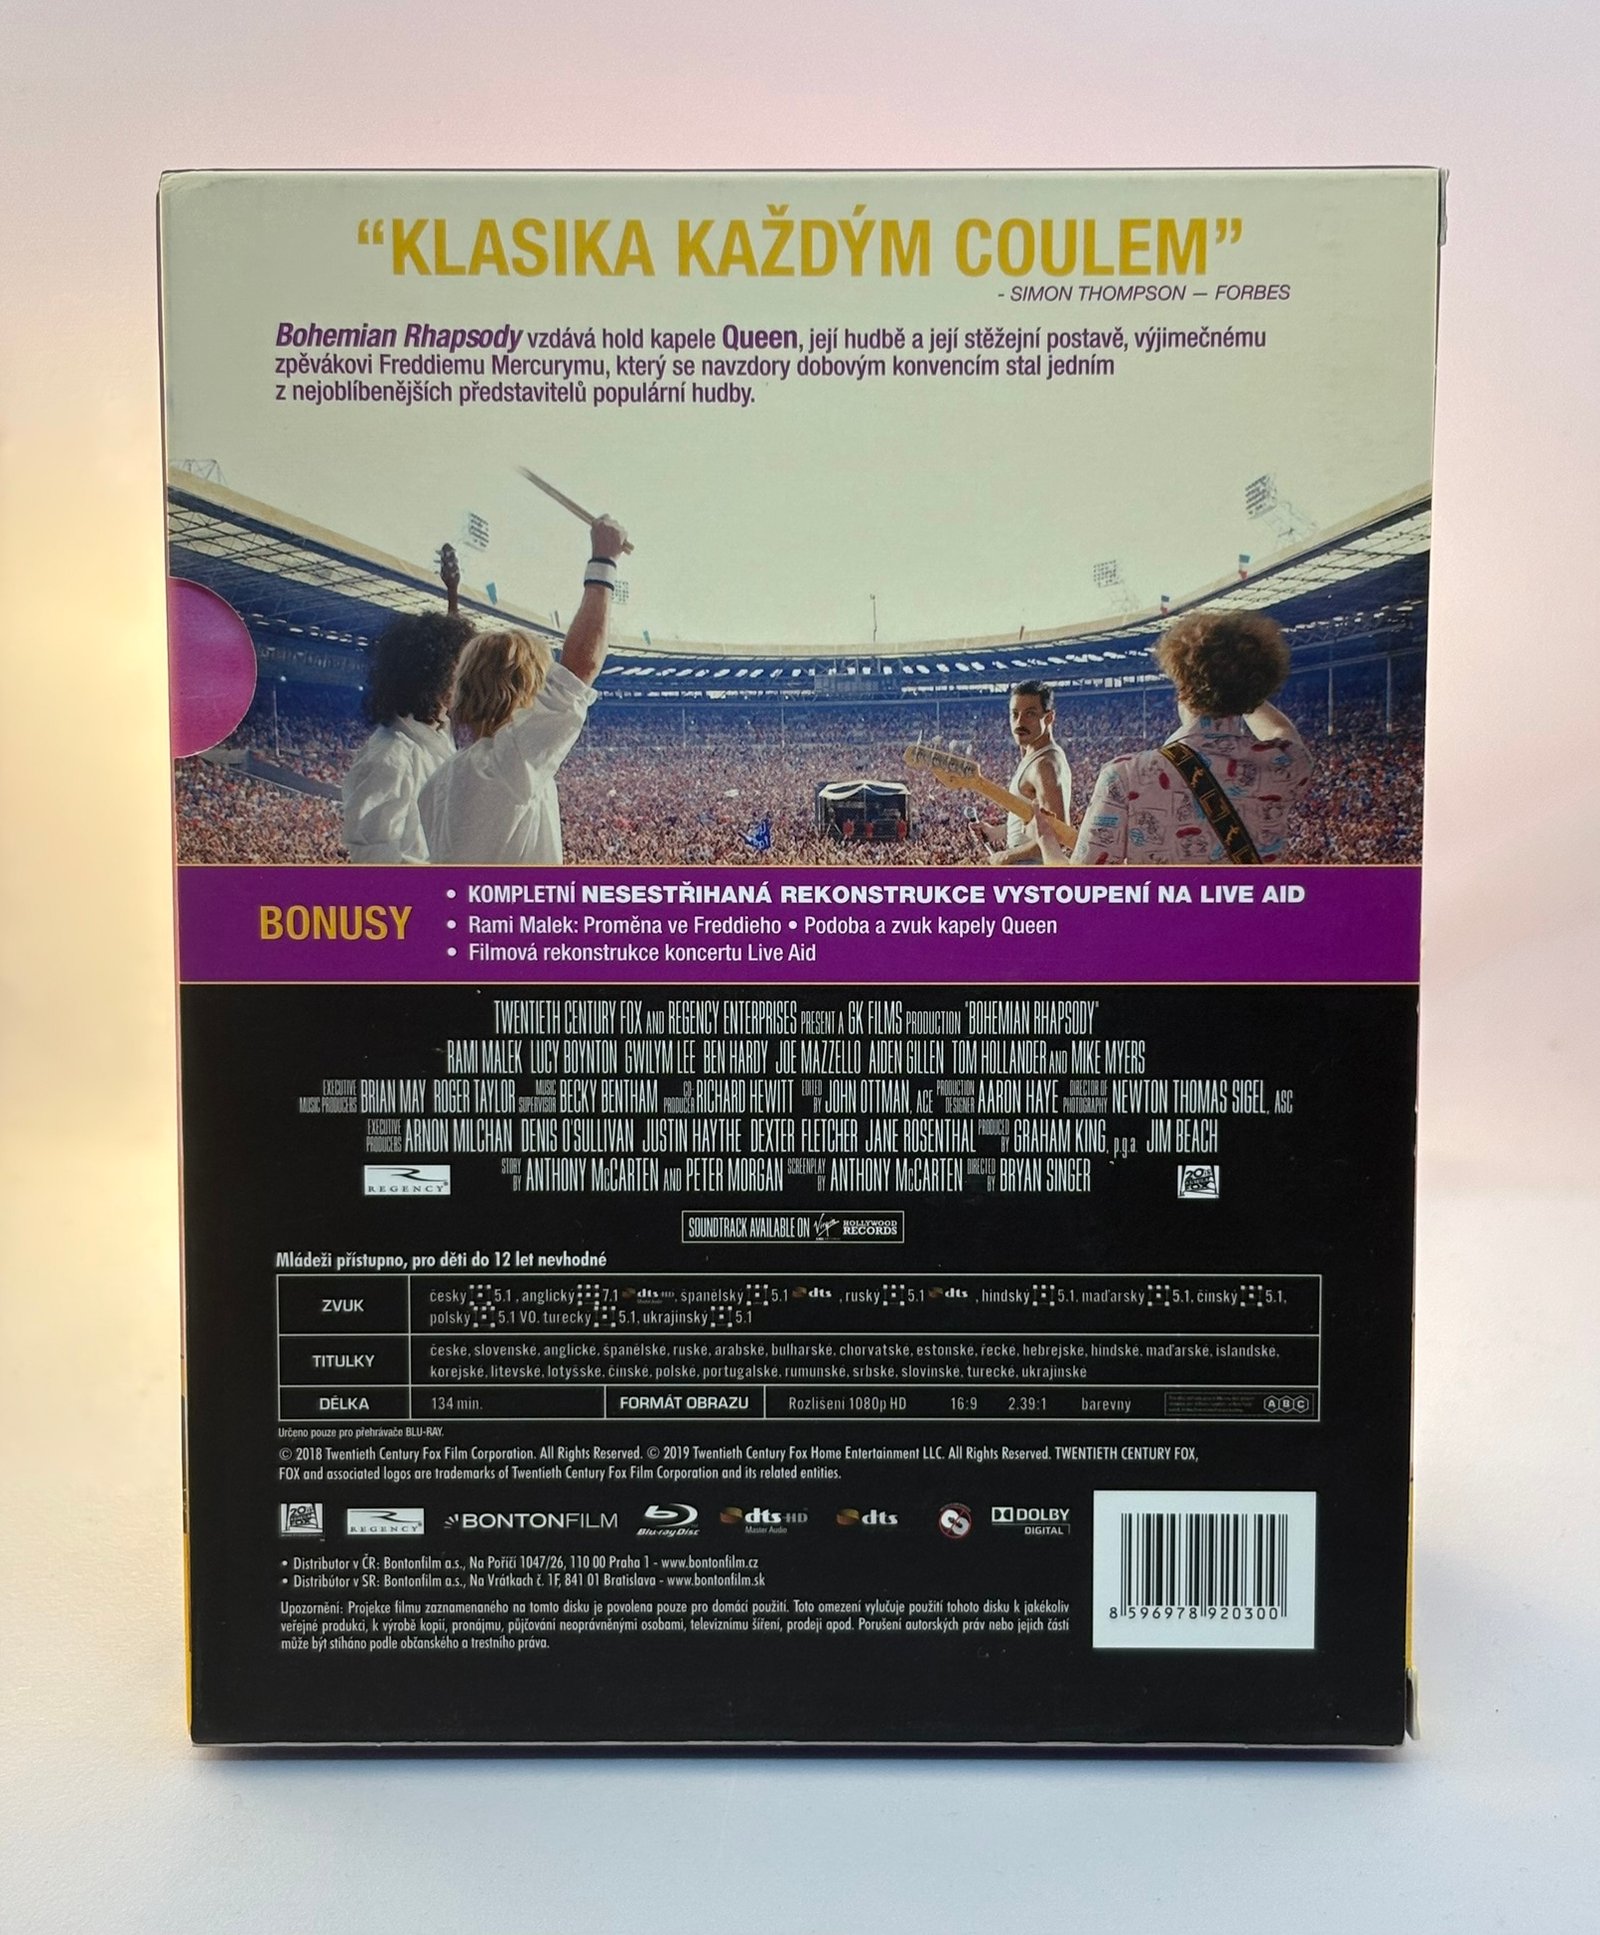 “KLASIKA KAŽDÝM COULEM”
- SIMON THOMPSON — FORBES
Bohemian Rhapsody vzdává hold kapele Queen, její hudbě a její stěžejní postavě, výjimečnému
zpěvákovi Freddiemu Mercurymu, který se navzdory dobovým konvencím stal jedním
z nejoblíbenějších představitelů populární hudby.
BONUSY
• KOMPLETNÍ NESESTŘIHANÁ REKONSTRUKCE VYSTOUPENÍ NA LIVE AID
• Rami Malek: Proměna ve Freddieho • Podoba a zvuk kapely Queen
• Filmová rekonstrukce koncertu Live Aid
TWENTIETH CENTURY FOX AND REGENCY ENTERPRISES PRESENT A GK FILMS PRODUCTION "BOHEMIAN RHAPSODY"
RAMI MALEK LUCY BOYNTON GWILYM LEE BEN HARDY JOE MAZZELLO AIDEN GILLEN TOM HOLLANDER AND MIKE MYERS
EXECUTIVE MUSIC PRODUCERS BRIAN MAY ROGER TAYLOR MUSIC SUPERVISOR BECKY BENTHAM CO-PRODUCER RICHARD HEWITT EDITED BY JOHN OTTMAN, ACE PRODUCTION DESIGNER AARON HAYE DIRECTOR OF PHOTOGRAPHY NEWTON THOMAS SIGEL, ASC
EXECUTIVE PRODUCERS ARNON MILCHAN DENIS O'SULLIVAN JUSTIN HAYTHE DEXTER FLETCHER JANE ROSENTHAL PRODUCED BY GRAHAM KING, p.g.a. JIM BEACH
REGENCY STORY BY ANTHONY McCARTEN AND PETER MORGAN SCREENPLAY BY ANTHONY McCARTEN DIRECTED BY BRYAN SINGER
SOUNDTRACK AVAILABLE ON Virgin HOLLYWOOD RECORDS
Mládeži přístupno, pro děti do 12 let nevhodné
ZVUK
český 5.1, anglický 7.1 dts-HD Master Audio, španělský 5.1 dts, ruský 5.1 dts, hindský 5.1, maďarský 5.1, čínský 5.1,
polský 5.1 VO, turecký 5.1, ukrajinský 5.1
TITULKY
české, slovenské, anglické, španělské, ruské, arabské, bulharské, chorvatské, estonské, řecké, hebrejské, hindské, maďarské, islandské,
korejské, litevské, lotyšské, čínské, polské, portugalské, rumunské, srbské, slovinské, turecké, ukrajinské
DÉLKA 134 min. FORMÁT OBRAZU Rozlišení 1080p HD 16:9 2.39:1 barevný A B C
Určeno pouze pro přehrávače BLU-RAY.
© 2018 Twentieth Century Fox Film Corporation. All Rights Reserved. © 2019 Twentieth Century Fox Home Entertainment LLC. All Rights Reserved. TWENTIETH CENTURY FOX,
FOX and associated logos are trademarks of Twentieth Century Fox Film Corporation and its related entities.
REGENCY BONTONFILM Blu-ray Disc dts-HD Master Audio dts DOLBY DIGITAL
• Distributor v ČR: Bontonfilm a.s., Na Poříčí 1047/26, 110 00 Praha 1 - www.bontonfilm.cz
• Distribútor v SR: Bontonfilm a.s., Na Vrátkach č. 1F, 841 01 Bratislava - www.bontonfilm.sk
Upozornění: Projekce filmu zaznamenaného na tomto disku je povolena pouze pro domácí použití. Toto omezení vylučuje použití tohoto disku k jakékoliv
veřejné produkci, k výrobě kopií, pronájmu, půjčování neoprávněnými osobami, televiznímu šíření, prodeji apod. Porušení autorských práv nebo jejich části
může být stíháno podle občanského a trestního práva.
8 596978 920300